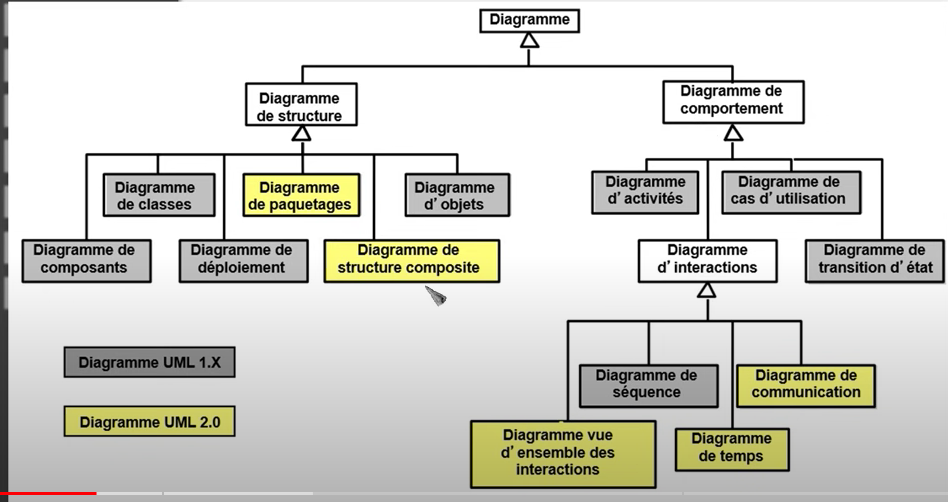 Diagramme
Diagramme
de structure
Diagramme de
comportement
Diagramme
de classes
Diagramme
de paquetages
Diagramme
d' objets
Diagramme
d' activités
Diagramme de
cas d' utilisation
Diagramme de
composants
Diagramme de
déploiement
Diagramme de
structure composite
Diagramme
d' interactions
Diagramme de
transition d' état
Diagramme UML 1.X
Diagramme de
séquence
Diagramme de
communication
Diagramme UML 2.0
Diagramme vue
d' ensemble des
interactions
Diagramme
de temps